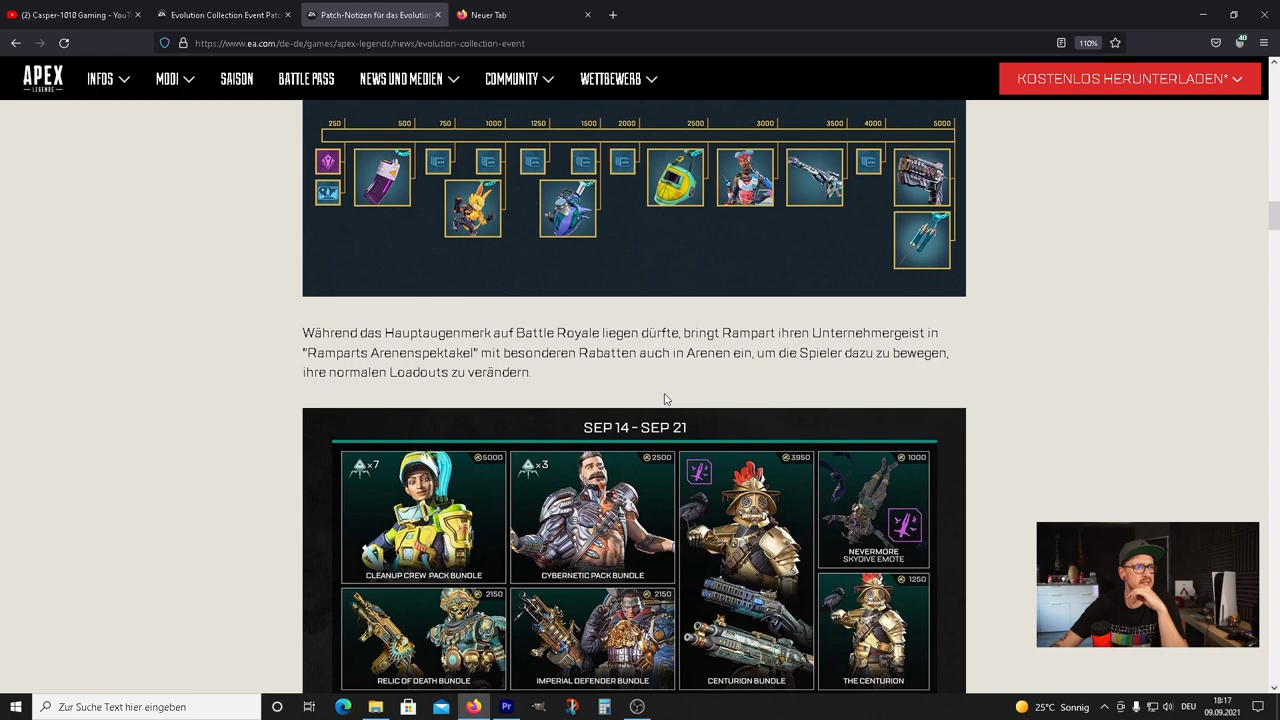 (2) Casper-1010 Gaming - YouT
Evolution Collection Event Patch
Patch-Notizen für das Evolution
Neuer Tab
https://www.ea.com/de-de/games/apex-legends/news/evolution-collection-event
110%
40
APEX
LEGENDS
INFOS
MODI
SAISON
BATTLE PASS
NEWS UND MEDIEN
COMMUNITY
WETTBEWERB
KOSTENLOS HERUNTERLADEN*
250 500 750 1000 1250 1500 2000 2500 3000 3500 4000 5000
Während das Hauptaugenmerk auf Battle Royale liegen dürfte, bringt Rampart ihren Unternehmergeist in
"Ramparts Arenenspektakel" mit besonderen Rabatten auch in Arenen ein, um die Spieler dazu zu bewegen,
ihre normalen Loadouts zu verändern.
SEP 14 - SEP 21
x7
5000
CLEANUP CREW PACK BUNDLE
x3
2500
CYBERNETIC PACK BUNDLE
3950
CENTURION BUNDLE
1000
NEVERMORE
SKYDIVE EMOTE
2150
RELIC OF DEATH BUNDLE
2150
IMPERIAL DEFENDER BUNDLE
1250
THE CENTURION
Zur Suche Text hier eingeben
Pr
25°C Sonnig
DEU
18:17
09.09.2021